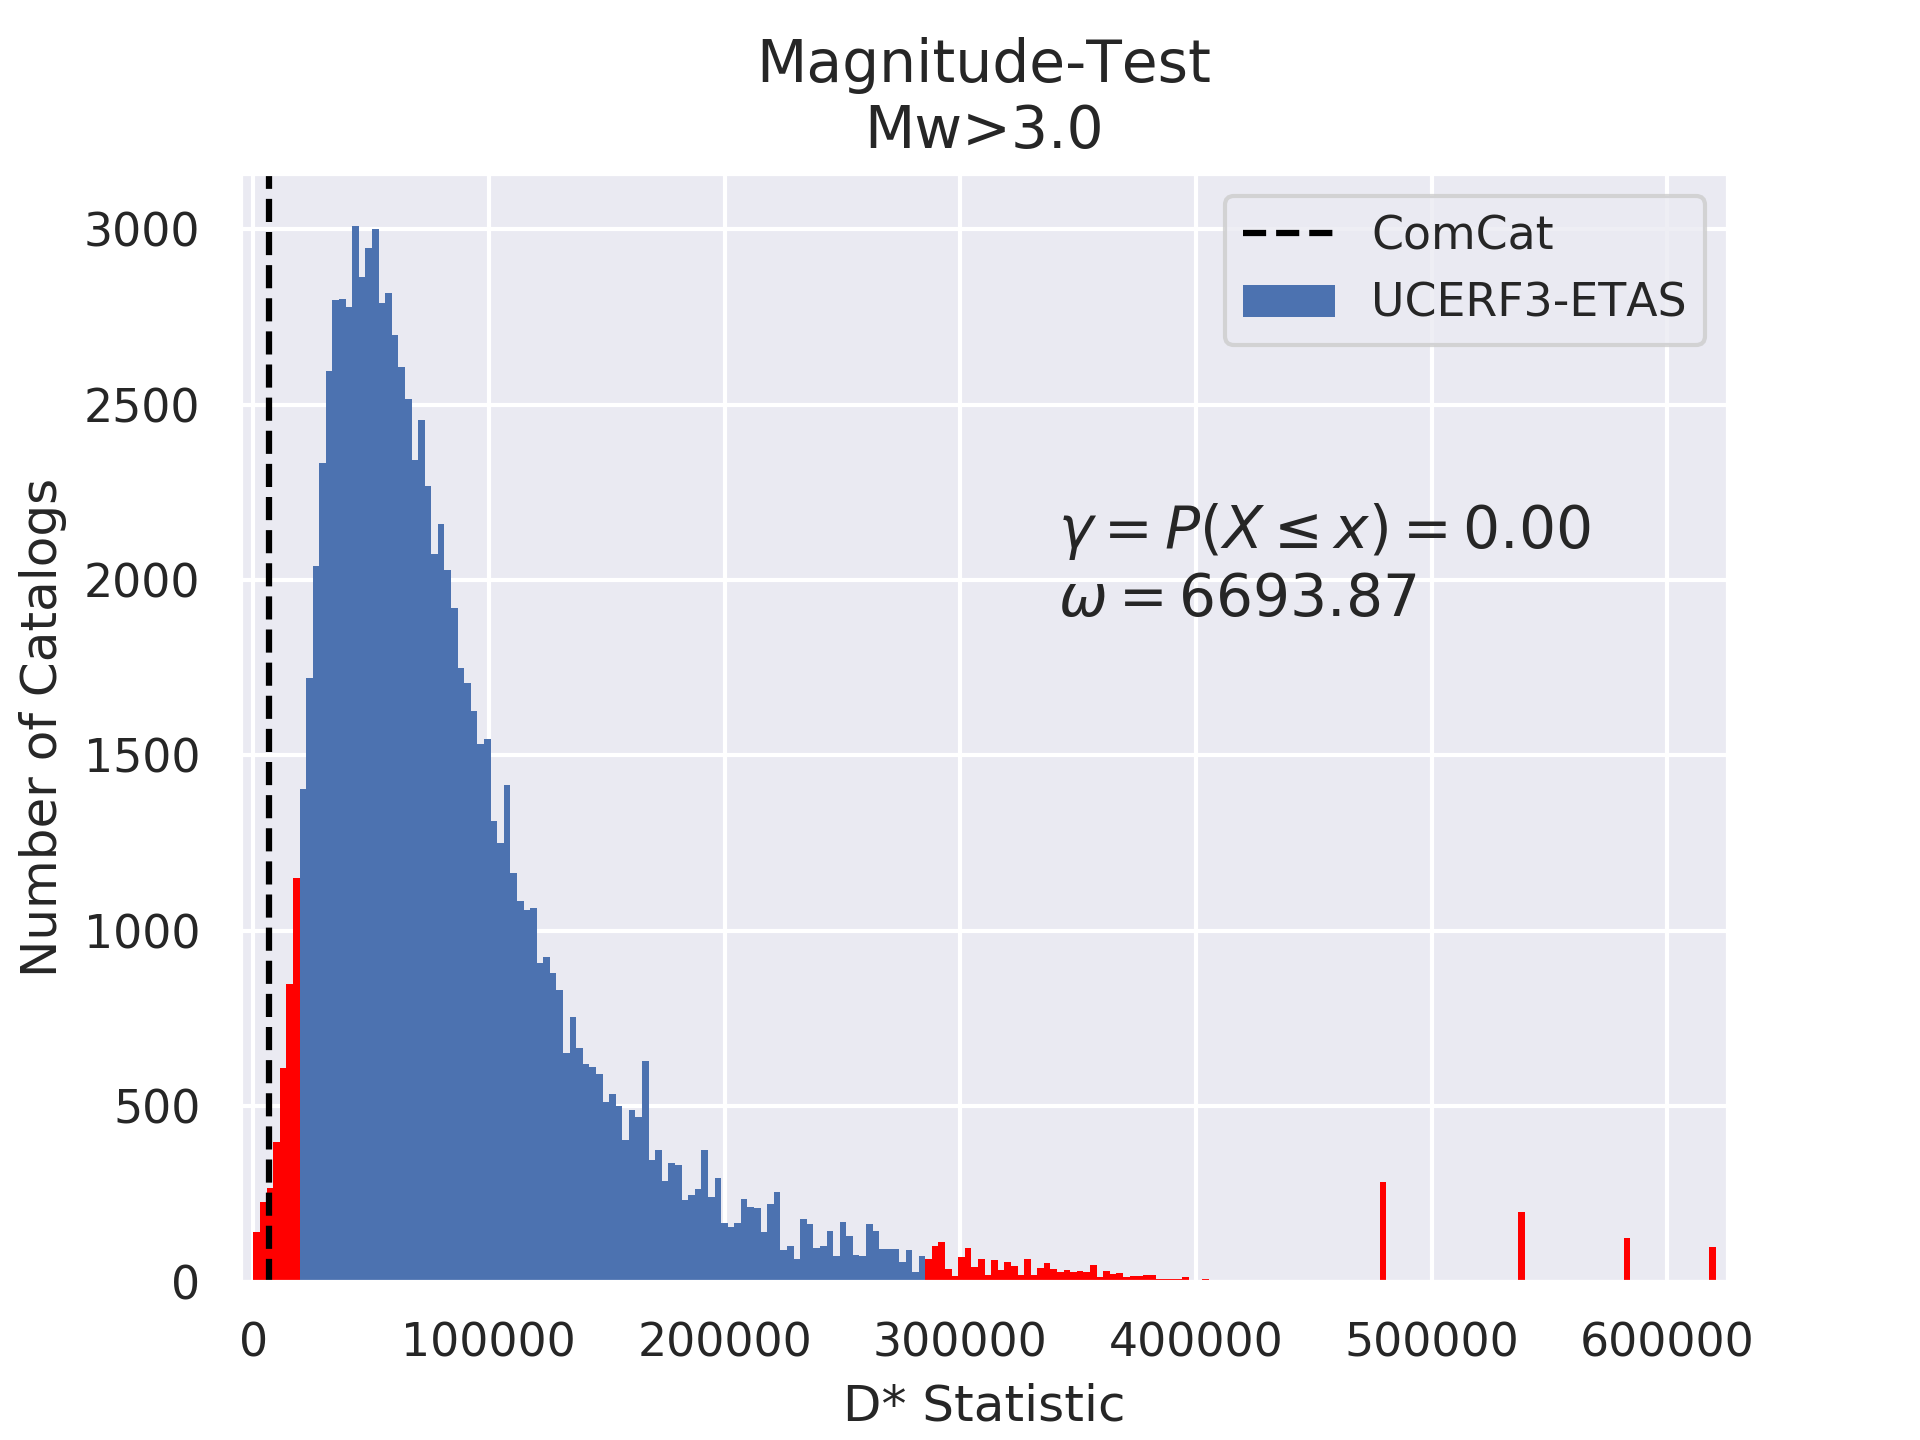 Magnitude-Test
Mw>3.0
3000
2500
2000
1500
1000
500
0
Number of Catalogs
ComCat
UCERF3-ETAS
γ = P(X ≤ x) = 0.00
ω = 6693.87
0 100000 200000 300000 400000 500000 600000
D* Statistic